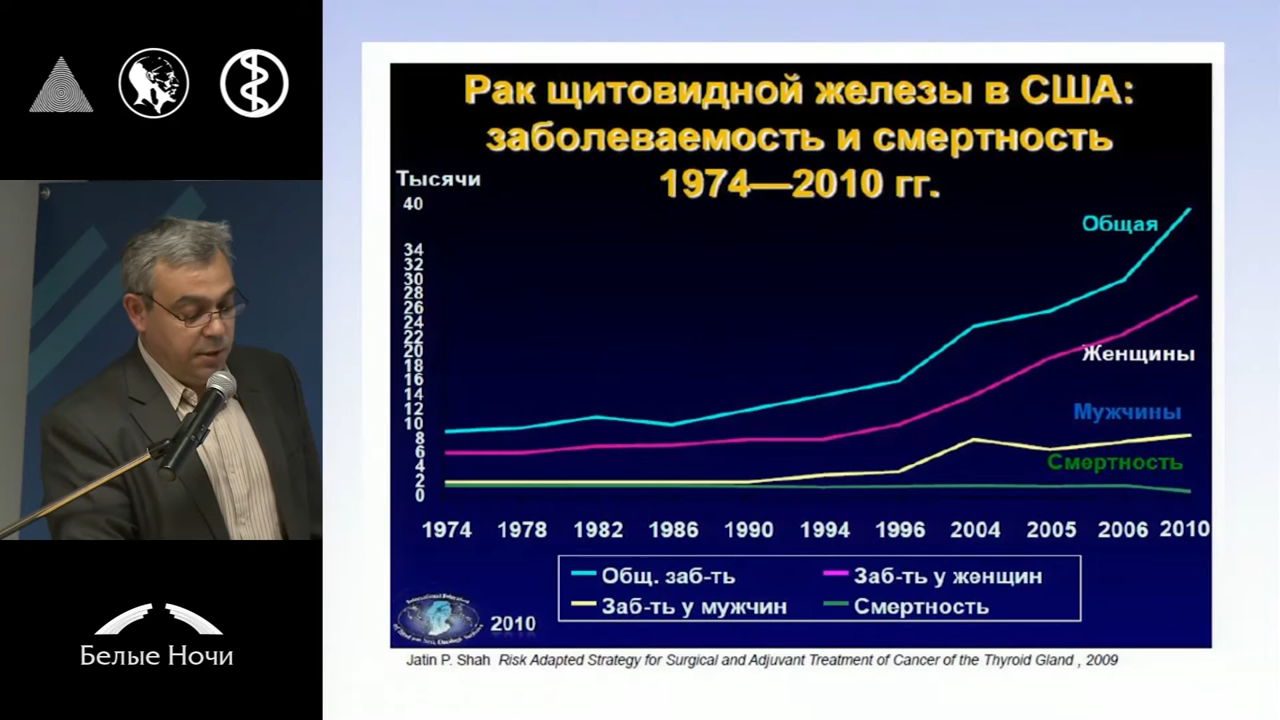 Рак щитовидной железы в США:
заболеваемость и смертность
1974—2010 гг.
Тысячи
40
34
32
30
28
26
24
22
20
18
16
14
12
10
8
6
4
2
0
Общая
Женщины
Мужчины
Смертность
1974 1978 1982 1986 1990 1994 1996 2004 2005 2006 2010
Общ. заб-ть Заб-ть у женщин
Заб-ть у мужчин Смертность
International Federation
2010
Jatin P. Shah Risk Adapted Strategy for Surgical and Adjuvant Treatment of Cancer of the Thyroid Gland , 2009
Белые Ночи